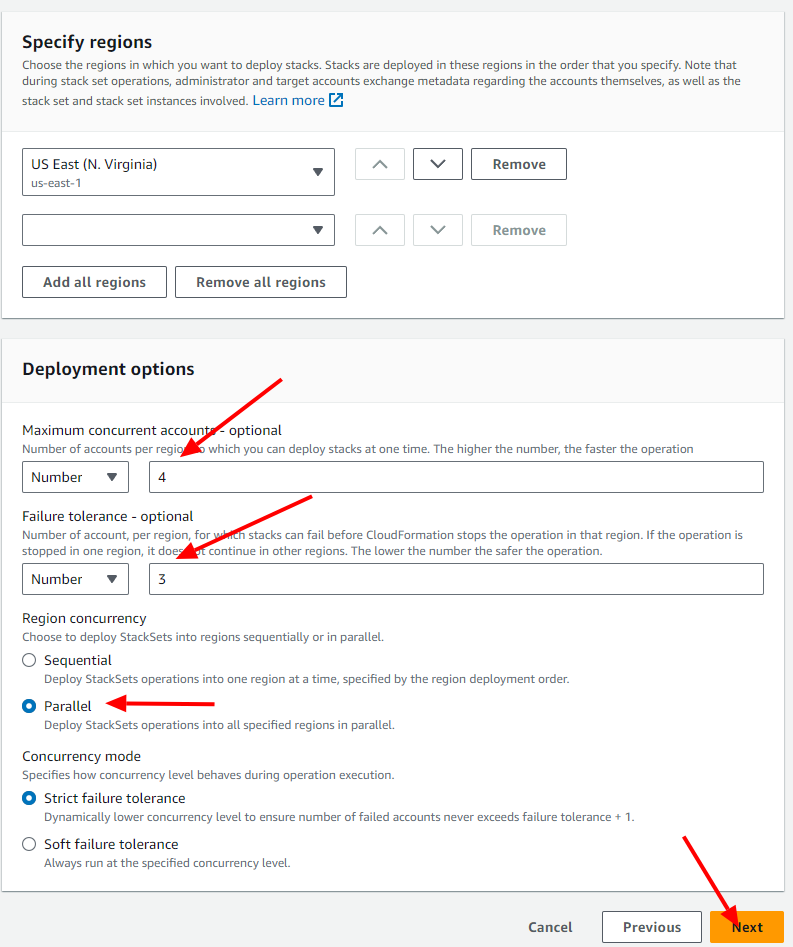 Specify regions
Choose the regions in which you want to deploy stacks. Stacks are deployed in these regions in the order that you specify. Note that
during stack set operations, administrator and target accounts exchange metadata regarding the accounts themselves, as well as the
stack set and stack set instances involved. Learn more
US East (N. Virginia)
us-east-1
Remove
Remove
Add all regions Remove all regions
Deployment options
Maximum concurrent accounts - optional
Number of accounts per region to which you can deploy stacks at one time. The higher the number, the faster the operation
Number 4
Failure tolerance - optional
Number of account, per region, for which stacks can fail before CloudFormation stops the operation in that region. If the operation is
stopped in one region, it does not continue in other regions. The lower the number the safer the operation.
Number 3
Region concurrency
Choose to deploy StackSets into regions sequentially or in parallel.
Sequential
Deploy StackSets operations into one region at a time, specified by the region deployment order.
Parallel
Deploy StackSets operations into all specified regions in parallel.
Concurrency mode
Specifies how concurrency level behaves during operation execution.
Strict failure tolerance
Dynamically lower concurrency level to ensure number of failed accounts never exceeds failure tolerance + 1.
Soft failure tolerance
Always run at the specified concurrency level.
Cancel Previous Next